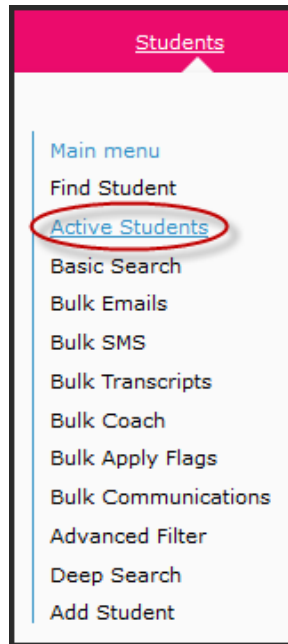 Students
Main menu
Find Student
Active Students
Basic Search
Bulk Emails
Bulk SMS
Bulk Transcripts
Bulk Coach
Bulk Apply Flags
Bulk Communications
Advanced Filter
Deep Search
Add Student